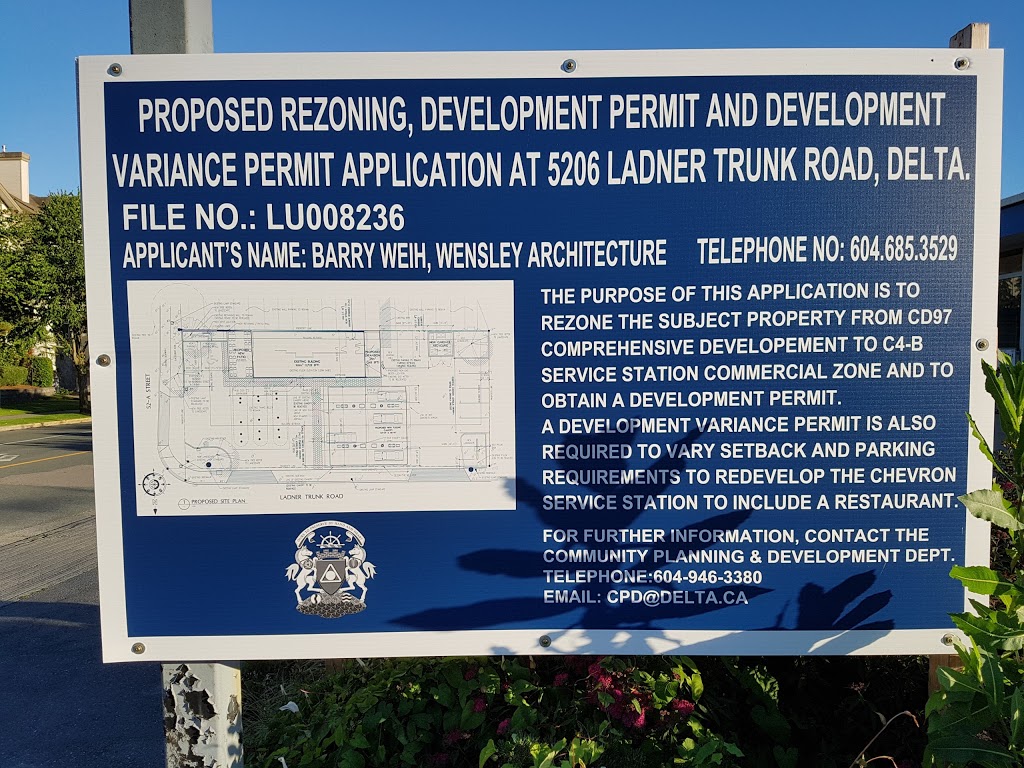 PROPOSED REZONING, DEVELOPMENT PERMIT AND DEVELOPMENT
VARIANCE PERMIT APPLICATION AT 5206 LADNER TRUNK ROAD, DELTA.
FILE NO.: LU008236
APPLICANT'S NAME: BARRY WEIH, WENSLEY ARCHITECTURE TELEPHONE NO: 604.685.3529
52-A STREET
EXISTING BUILDING
LADNER TRUNK ROAD
1 PROPOSED SITE PLAN
THE PURPOSE OF THIS APPLICATION IS TO
REZONE THE SUBJECT PROPERTY FROM CD97
COMPREHENSIVE DEVELOPEMENT TO C4-B
SERVICE STATION COMMERCIAL ZONE AND TO
OBTAIN A DEVELOPMENT PERMIT.
A DEVELOPMENT VARIANCE PERMIT IS ALSO
REQUIRED TO VARY SETBACK AND PARKING
REQUIREMENTS TO REDEVELOP THE CHEVRON
SERVICE STATION TO INCLUDE A RESTAURANT.
FOR FURTHER INFORMATION, CONTACT THE
COMMUNITY PLANNING & DEVELOPMENT DEPT.
TELEPHONE:604-946-3380
EMAIL: CPD@DELTA.CA